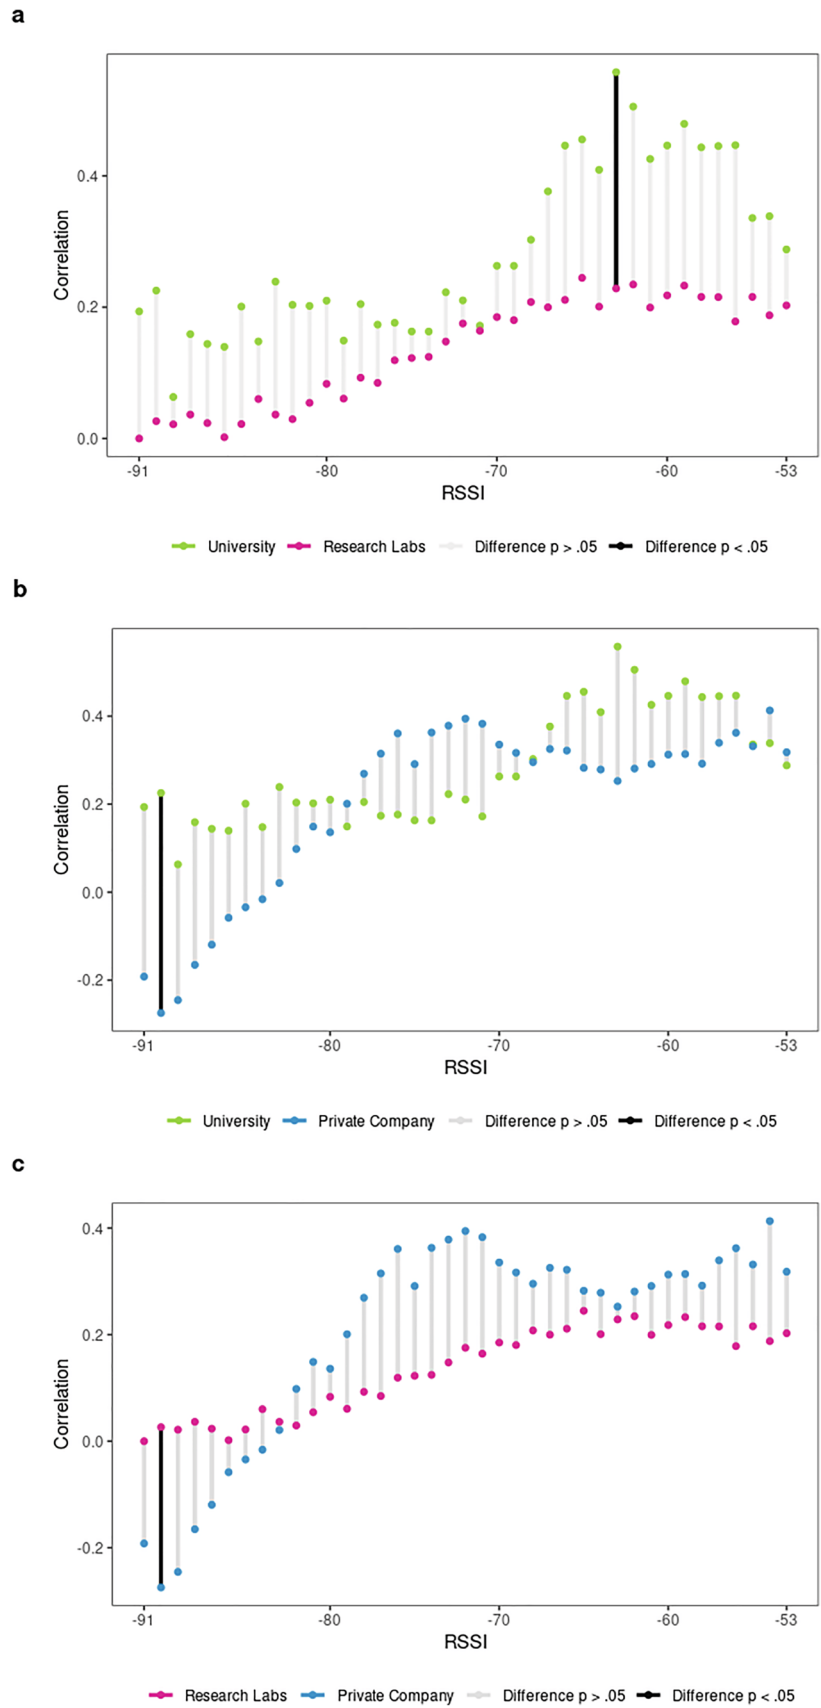 a
Correlation
0.4
0.2
0.0
-91
-80
-70
-60
-53
RSSI
University
Research Labs
Difference p > .05
Difference p < .05
b
Correlation
0.4
0.2
0.0
-0.2
-91
-80
-70
-60
-53
RSSI
University
Private Company
Difference p > .05
Difference p < .05
c
Correlation
0.4
0.2
0.0
-0.2
-91
-80
-70
-60
-53
RSSI
Research Labs
Private Company
Difference p > .05
Difference p < .05